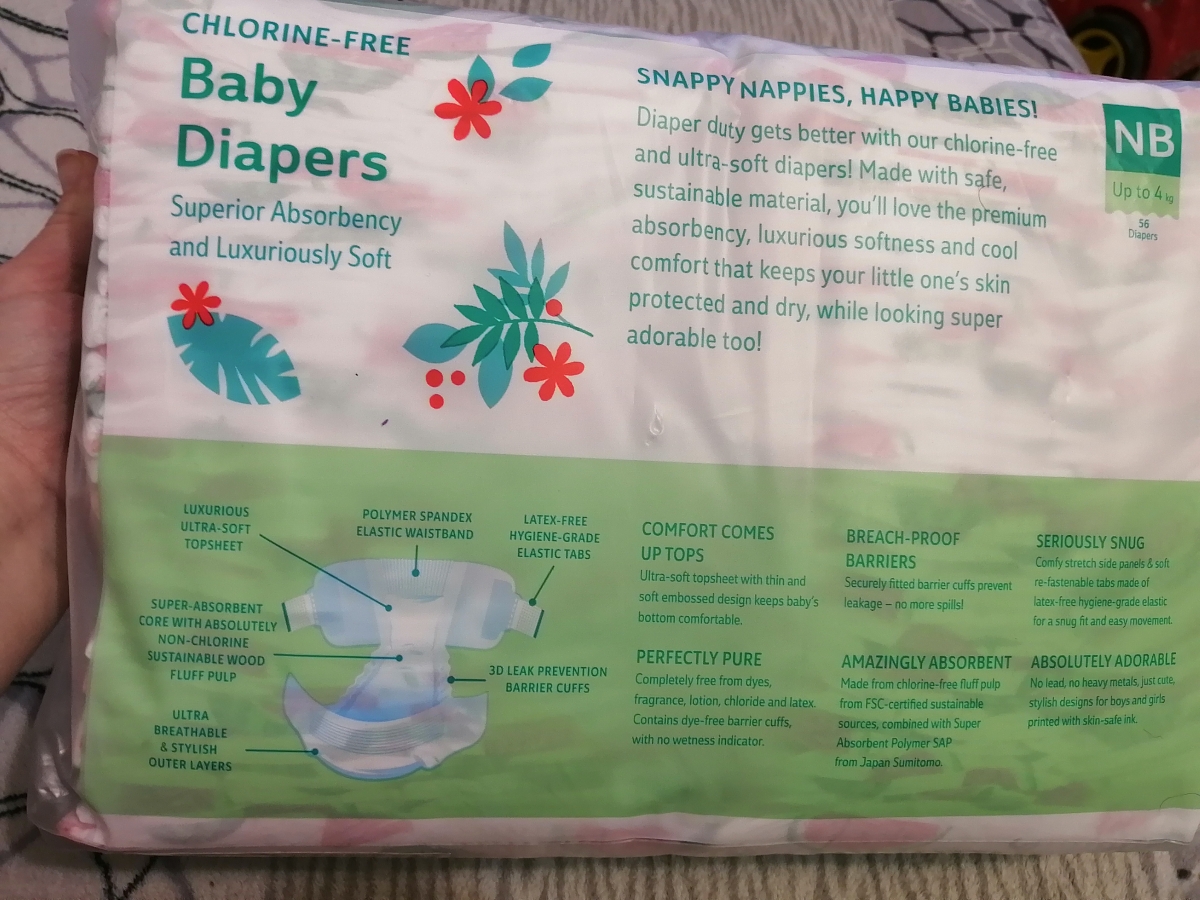 CHLORINE-FREE
Baby
Diapers
Superior Absorbency
and Luxuriously Soft
SNAPPY NAPPIES, HAPPY BABIES!
Diaper duty gets better with our chlorine-free
and ultra-soft diapers! Made with safe,
sustainable material, you'll love the premium
absorbency, luxurious softness and cool
comfort that keeps your little one's skin
protected and dry, while looking super
adorable too!
NB
Up to 4 kg
56
Diapers
LUXURIOUS
ULTRA-SOFT
TOPSHEET
POLYMER SPANDEX
ELASTIC WAISTBAND
LATEX-FREE
HYGIENE-GRADE
ELASTIC TABS
SUPER-ABSORBENT
CORE WITH ABSOLUTELY
NON-CHLORINE
SUSTAINABLE WOOD
FLUFF PULP
3D LEAK PREVENTION
BARRIER CUFFS
ULTRA
BREATHABLE
& STYLISH
OUTER LAYERS
COMFORT COMES
UP TOPS
Ultra-soft topsheet with thin and
soft embossed design keeps baby's
bottom comfortable.
BREACH-PROOF
BARRIERS
Securely fitted barrier cuffs prevent
leakage – no more spills!
SERIOUSLY SNUG
Comfy stretch side panels & soft
re-fastenable tabs made of
latex-free hygiene-grade elastic
for a snug fit and easy movement.
PERFECTLY PURE
Completely free from dyes,
fragrance, lotion, chloride and latex.
Contains dye-free barrier cuffs,
with no wetness indicator.
AMAZINGLY ABSORBENT
Made from chlorine-free fluff pulp
from FSC-certified sustainable
sources, combined with Super
Absorbent Polymer SAP
from Japan Sumitomo.
ABSOLUTELY ADORABLE
No lead, no heavy metals, just cute,
stylish designs for boys and girls
printed with skin-safe ink.